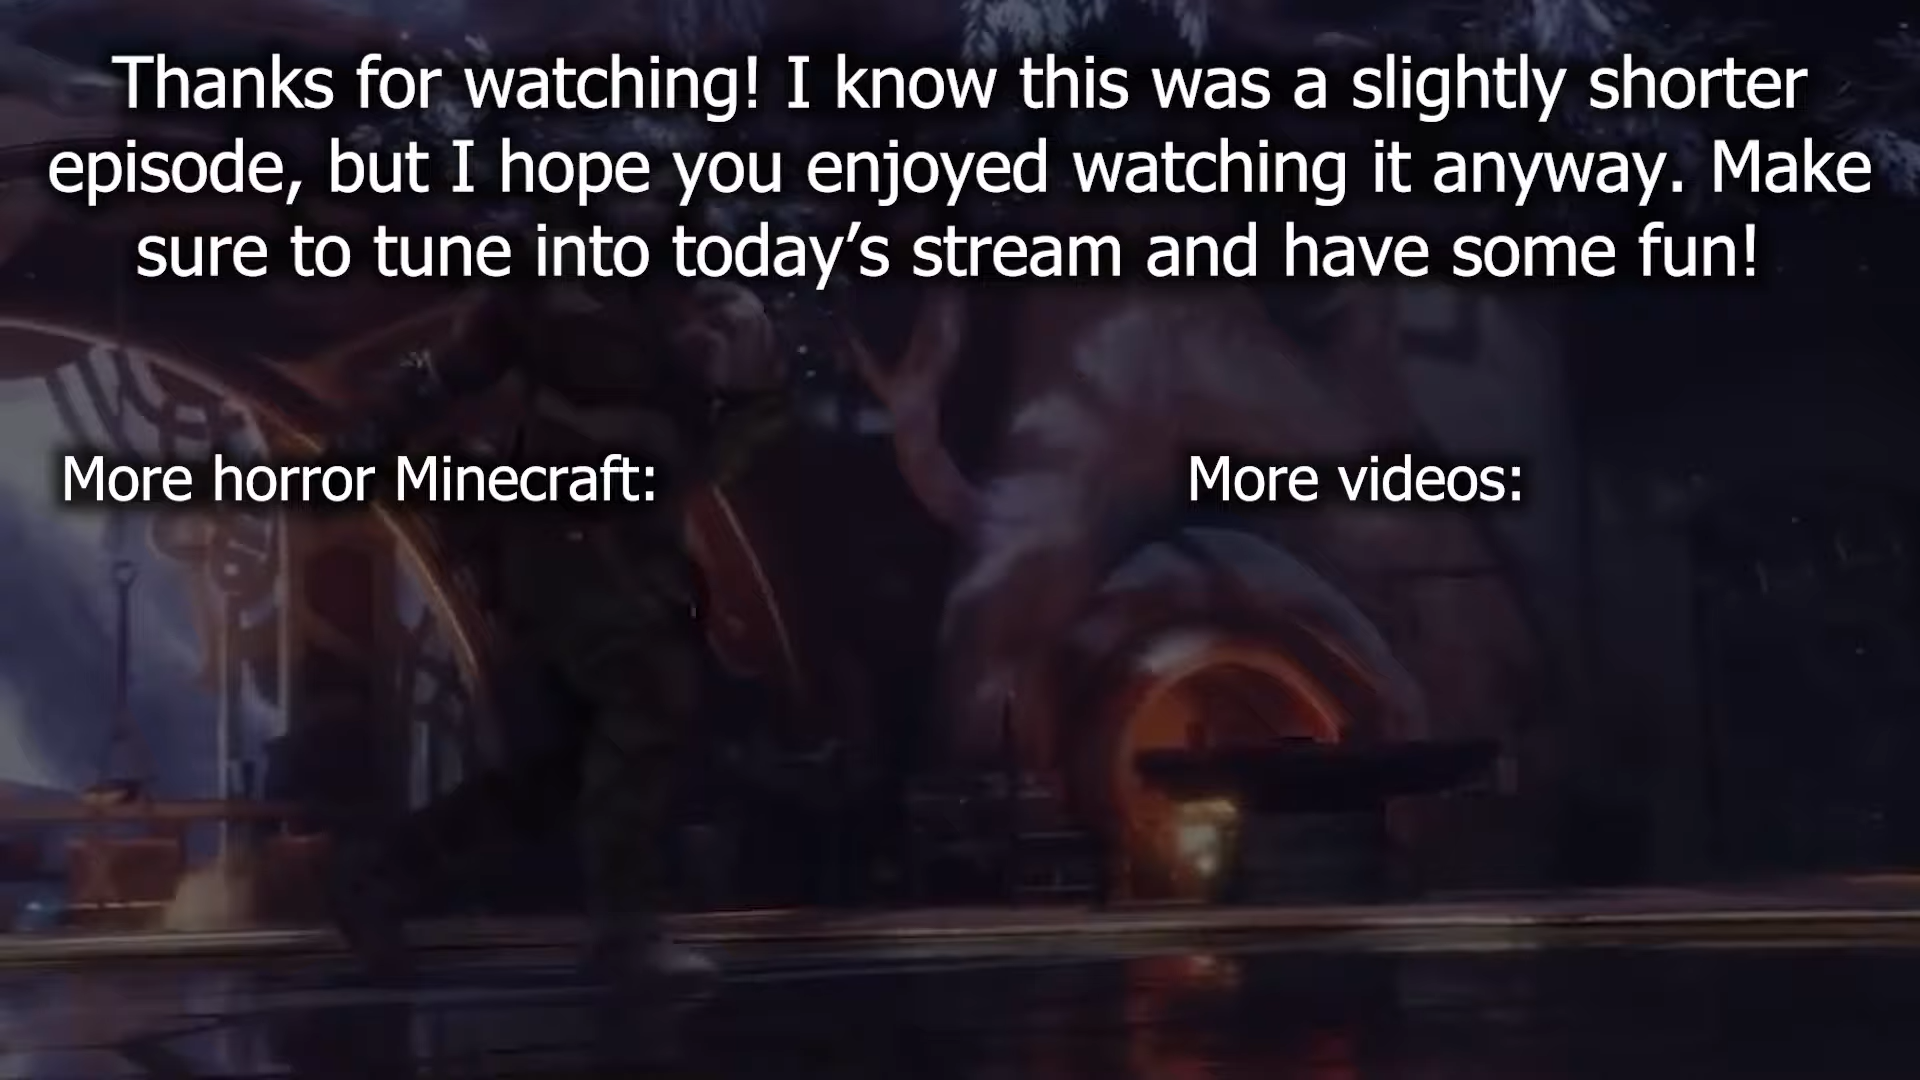 Thanks for watching! I know this was a slightly shorter
episode, but I hope you enjoyed watching it anyway. Make
sure to tune into today’s stream and have some fun!
More horror Minecraft:
More videos: